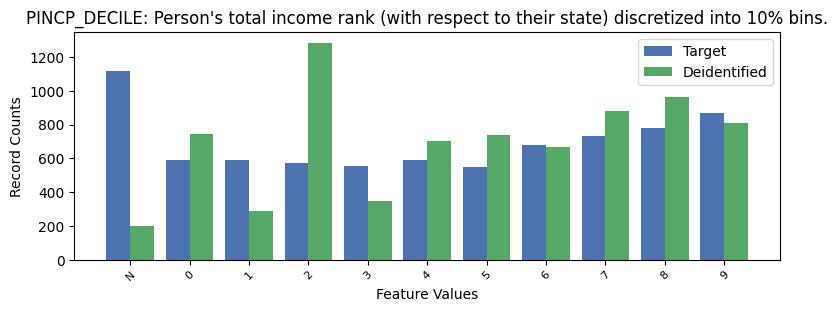 PINCP_DECILE: Person's total income rank (with respect to their state) discretized into 10% bins.
Target
Deidentified
Record Counts
1200
1000
800
600
400
200
0
N 0 1 2 3 4 5 6 7 8 9
Feature Values